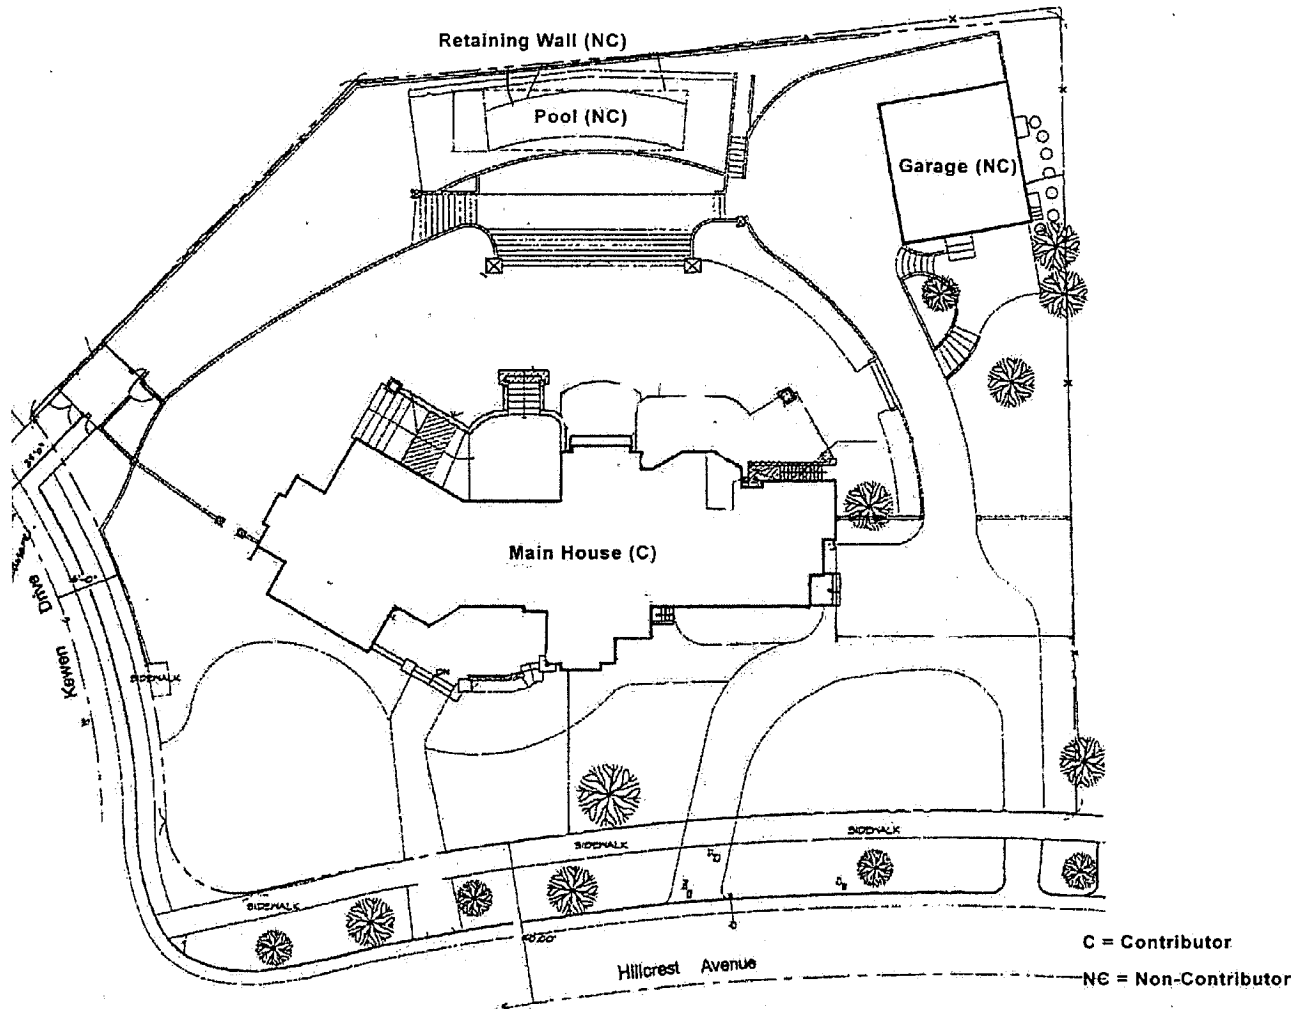 Retaining Wall (NC)
Pool (NC)
Garage (NC)
Main House (C)
Kewen Drive
DN
SIDEWALK
SIDEWALK
SIDEWALK
SIDEWALK
Hillcrest Avenue
C = Contributor
NC = Non-Contributor